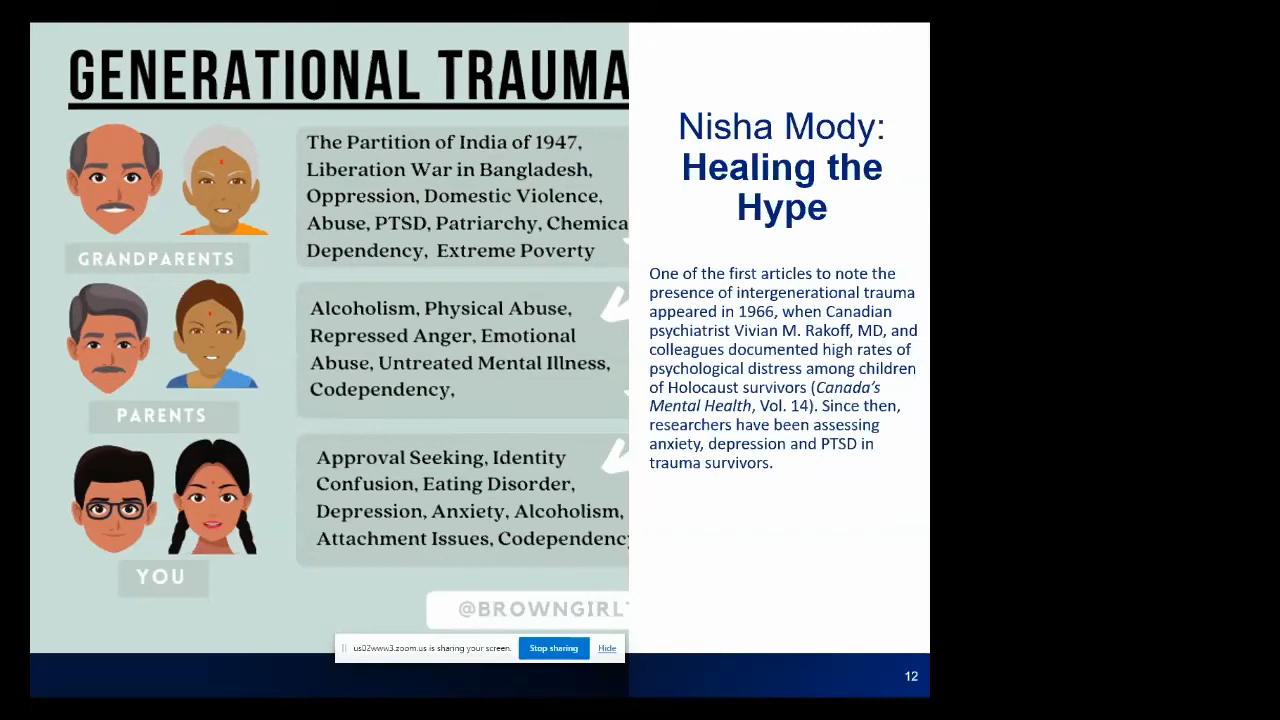 GENERATIONAL TRAUMA
The Partition of India of 1947,
Liberation War in Bangladesh,
Oppression, Domestic Violence,
Abuse, PTSD, Patriarchy, Chemica
Dependency, Extreme Poverty
GRANDPARENTS
Alcoholism, Physical Abuse,
Repressed Anger, Emotional
Abuse, Untreated Mental Illness,
Codependency,
PARENTS
Approval Seeking, Identity
Confusion, Eating Disorder,
Depression, Anxiety, Alcoholism,
Attachment Issues, Codependency
YOU
@BROWNGIRL
us02www3.zoom.us is sharing your screen.
Stop sharing
Hide
Nisha Mody:
Healing the
Hype
One of the first articles to note the
presence of intergenerational trauma
appeared in 1966, when Canadian
psychiatrist Vivian M. Rakoff, MD, and
colleagues documented high rates of
psychological distress among children
of Holocaust survivors (Canada's
Mental Health, Vol. 14). Since then,
researchers have been assessing
anxiety, depression and PTSD in
trauma survivors.
12